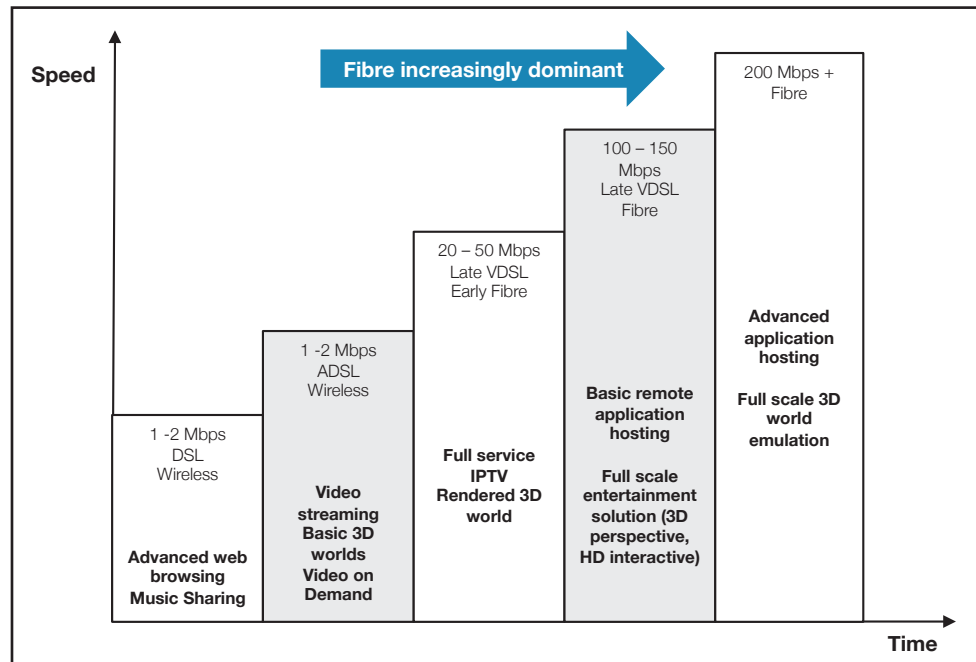 Speed
Fibre increasingly dominant
1 -2 Mbps
DSL
Wireless
Advanced web
browsing
Music Sharing
1 -2 Mbps
ADSL
Wireless
Video
streaming
Basic 3D
worlds
Video on
Demand
20 – 50 Mbps
Late VDSL
Early Fibre
Full service
IPTV
Rendered 3D
world
100 – 150
Mbps
Late VDSL
Fibre
Basic remote
application
hosting
Full scale
entertainment
solution (3D
perspective,
HD interactive)
200 Mbps +
Fibre
Advanced
application
hosting
Full scale 3D
world
emulation
Time